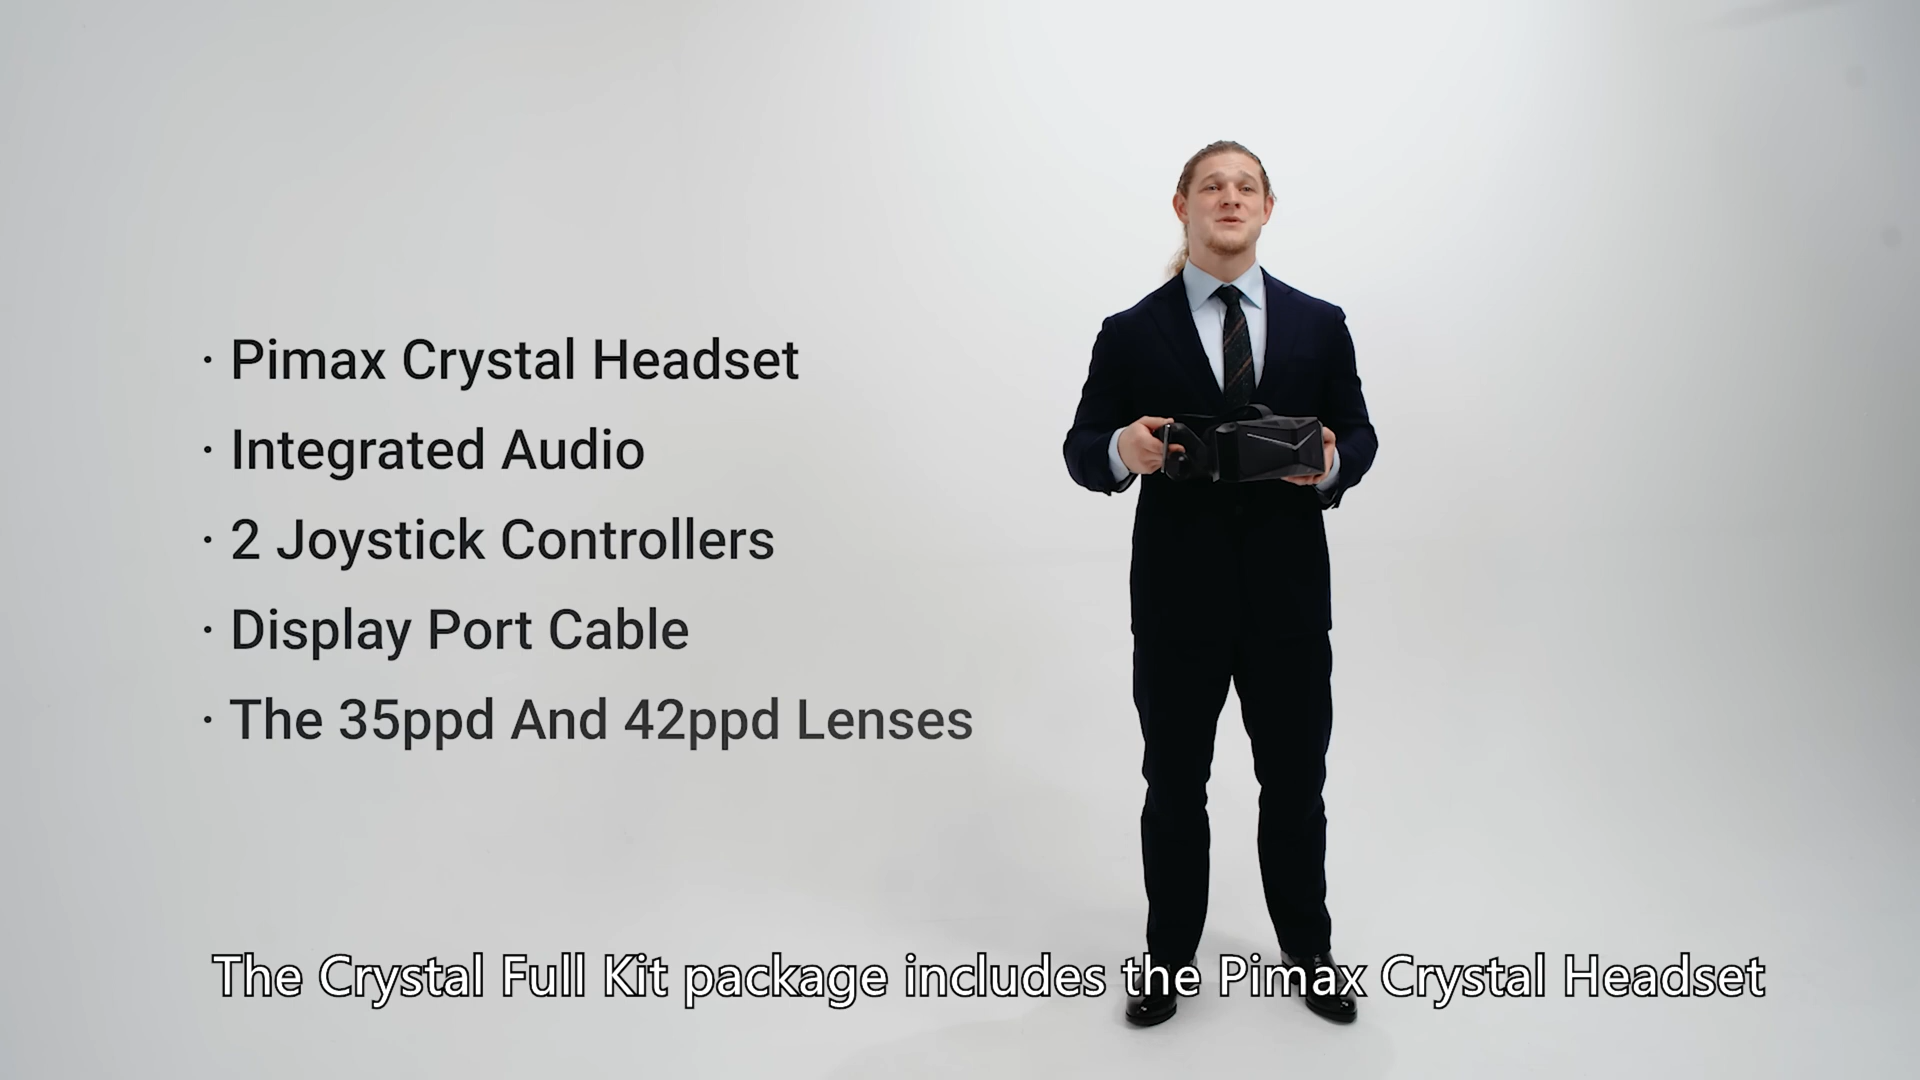 · Pimax Crystal Headset
· Integrated Audio
· 2 Joystick Controllers
· Display Port Cable
· The 35ppd And 42ppd Lenses
The Crystal Full Kit package includes the Pimax Crystal Headset